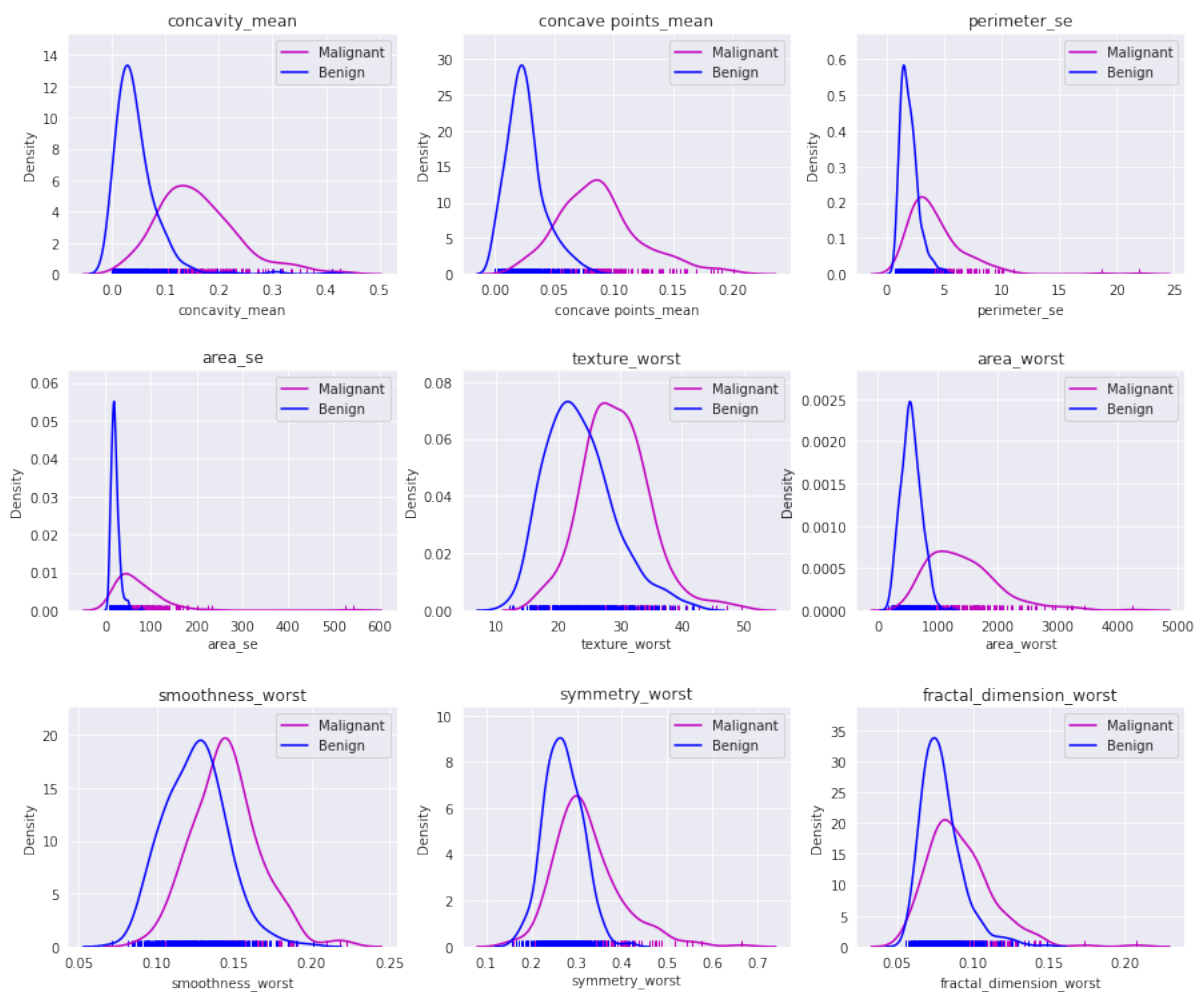 concavity_mean
14
12
10
8
6
4
2
0
Density
Malignant
Benign
0.0 0.1 0.2 0.3 0.4 0.5
concavity_mean
concave points_mean
30
25
20
15
10
5
0
Density
Malignant
Benign
0.00 0.05 0.10 0.15 0.20
concave points_mean
perimeter_se
0.6
0.5
0.4
0.3
0.2
0.1
0.0
Density
Malignant
Benign
0 5 10 15 20 25
perimeter_se
area_se
0.06
0.05
0.04
0.03
0.02
0.01
0.00
Density
Malignant
Benign
0 100 200 300 400 500 600
area_se
texture_worst
0.08
0.06
0.04
0.02
0.00
Density
Malignant
Benign
10 20 30 40 50
texture_worst
area_worst
0.0025
0.0020
0.0015
0.0010
0.0005
0.0000
Density
Malignant
Benign
0 1000 2000 3000 4000 5000
area_worst
smoothness_worst
20
15
10
5
0
Density
Malignant
Benign
0.05 0.10 0.15 0.20 0.25
smoothness_worst
symmetry_worst
10
8
6
4
2
0
Density
Malignant
Benign
0.1 0.2 0.3 0.4 0.5 0.6 0.7
symmetry_worst
fractal_dimension_worst
35
30
25
20
15
10
5
0
Density
Malignant
Benign
0.05 0.10 0.15 0.20
fractal_dimension_worst